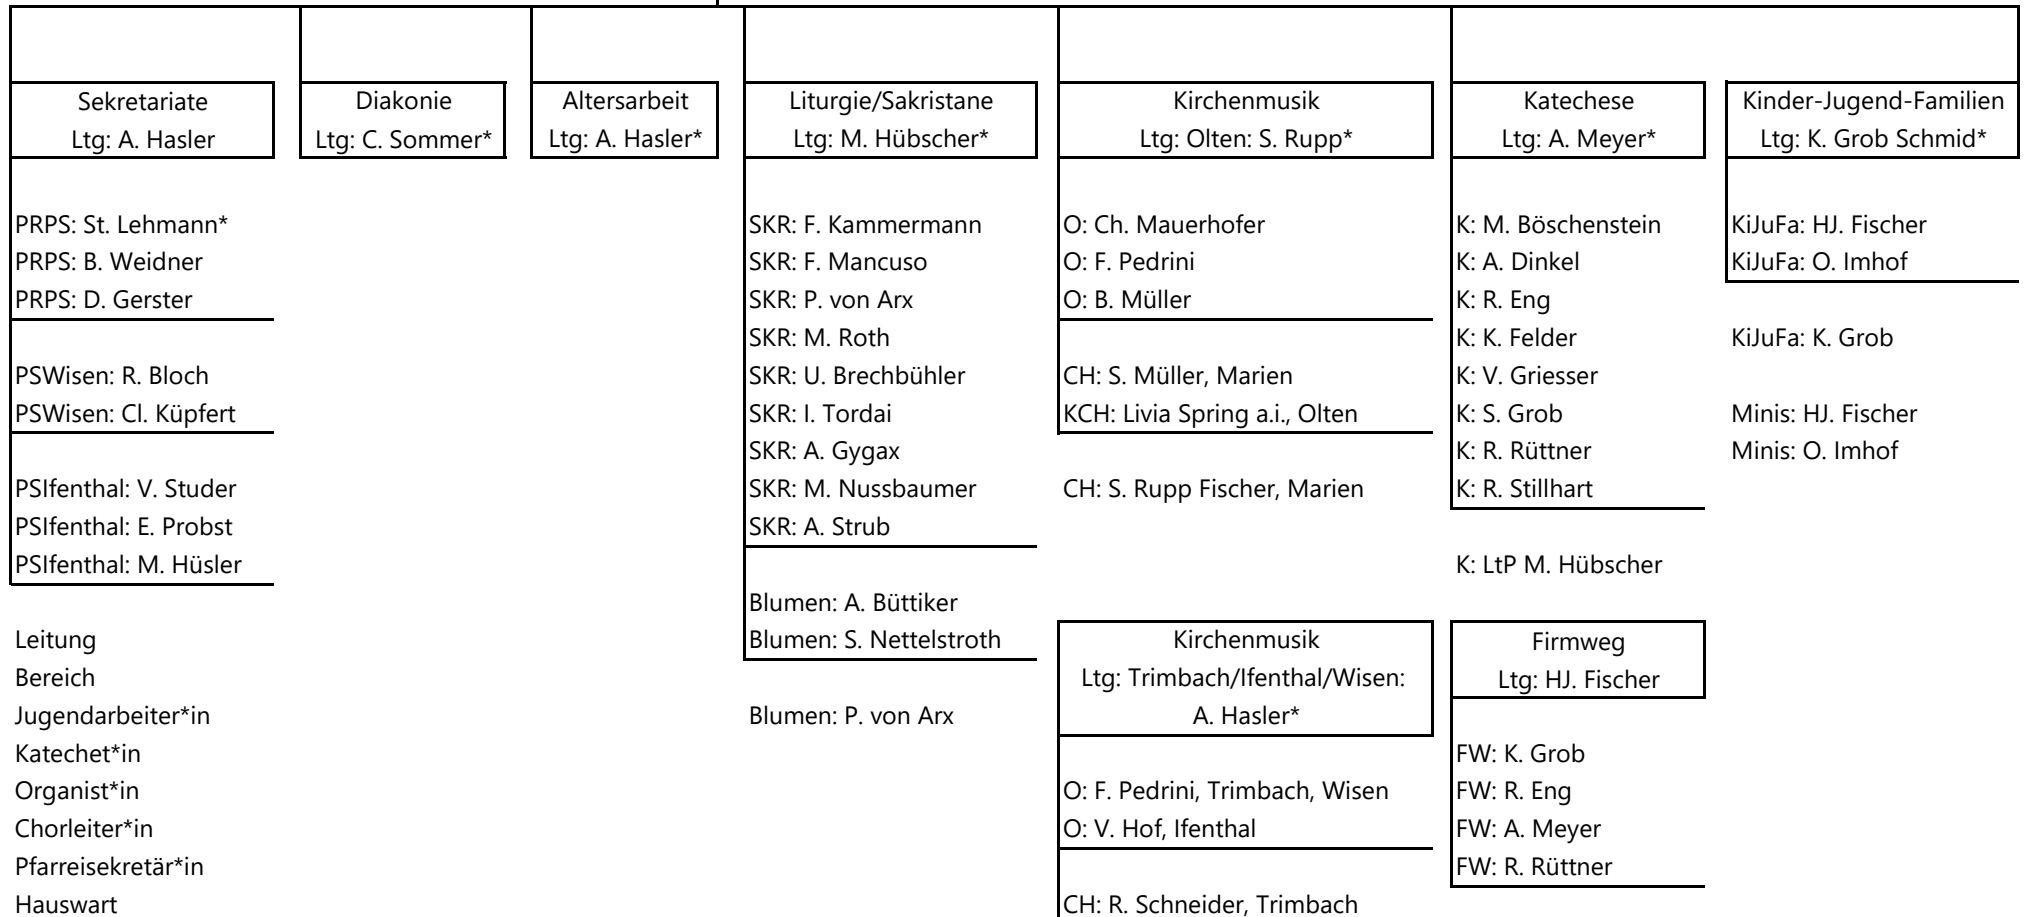 Sekretariate
Ltg: A. Hasler
PRPS: St. Lehmann*
PRPS: B. Weidner
PRPS: D. Gerster
PSWisen: R. Bloch
PSWisen: Cl. Küpfert
PSIfenthal: V. Studer
PSIfenthal: E. Probst
PSIfenthal: M. Hüsler
Leitung
Bereich
Jugendarbeiter*in
Katechet*in
Organist*in
Chorleiter*in
Pfarreisekretär*in
Hauswart
Diakonie
Ltg: C. Sommer*
Altersarbeit
Ltg: A. Hasler*
Liturgie/Sakristane
Ltg: M. Hübscher*
SKR: F. Kammermann
SKR: F. Mancuso
SKR: P. von Arx
SKR: M. Roth
SKR: U. Brechbühler
SKR: I. Tordai
SKR: A. Gygax
SKR: M. Nussbaumer
SKR: A. Strub
Blumen: A. Büttiker
Blumen: S. Nettelstroth
Blumen: P. von Arx
Kirchenmusik
Ltg: Olten: S. Rupp*
O: Ch. Mauerhofer
O: F. Pedrini
O: B. Müller
CH: S. Müller, Marien
KCH: Livia Spring a.i., Olten
CH: S. Rupp Fischer, Marien
Kirchenmusik
Ltg: Trimbach/Ifenthal/Wisen:
A. Hasler*
O: F. Pedrini, Trimbach, Wisen
O: V. Hof, Ifenthal
CH: R. Schneider, Trimbach
Katechese
Ltg: A. Meyer*
K: M. Böschenstein
K: A. Dinkel
K: R. Eng
K: K. Felder
K: V. Griesser
K: S. Grob
K: R. Rüttner
K: R. Stillhart
K: LtP M. Hübscher
Firmweg
Ltg: HJ. Fischer
FW: K. Grob
FW: R. Eng
FW: A. Meyer
FW: R. Rüttner
Kinder-Jugend-Familien
Ltg: K. Grob Schmid*
KiJuFa: HJ. Fischer
KiJuFa: O. Imhof
KiJuFa: K. Grob
Minis: HJ. Fischer
Minis: O. Imhof